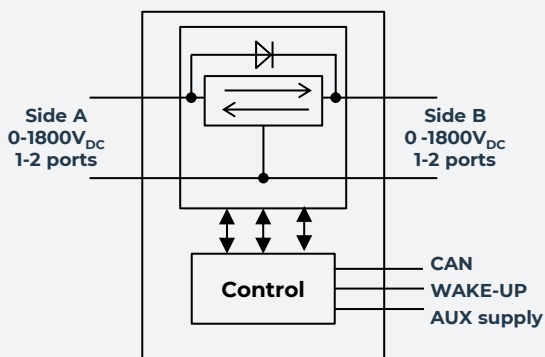 Side A
0-1800VDC
1-2 ports
Side B
0 -1800VDC
1-2 ports
Control
CAN
WAKE-UP
AUX supply